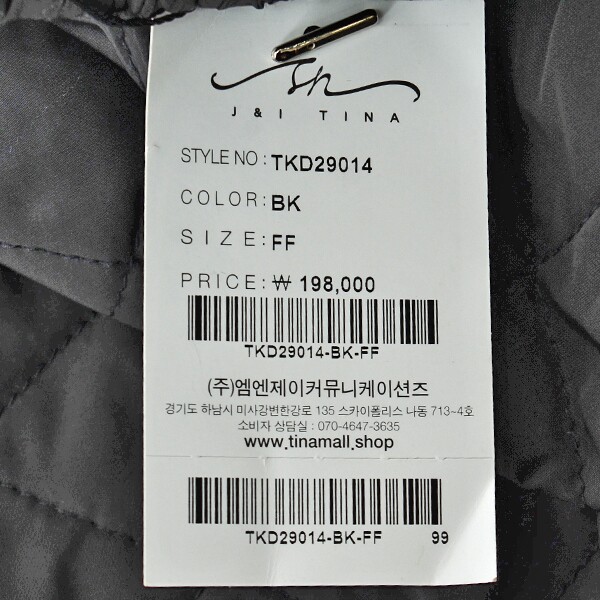 J & I TINA
STYLE NO : TKD29014
COLOR : BK
SIZE : FF
PRICE : ₩ 198,000
TKD29014-BK-FF
(주)엠엔제이커뮤니케이션즈
경기도 하남시 미사강변한강로 135 스카이폴리스 나동 713~4호
소비자 상담실 : 070-4647-3635
www.tinamall.shop
TKD29014-BK-FF 99